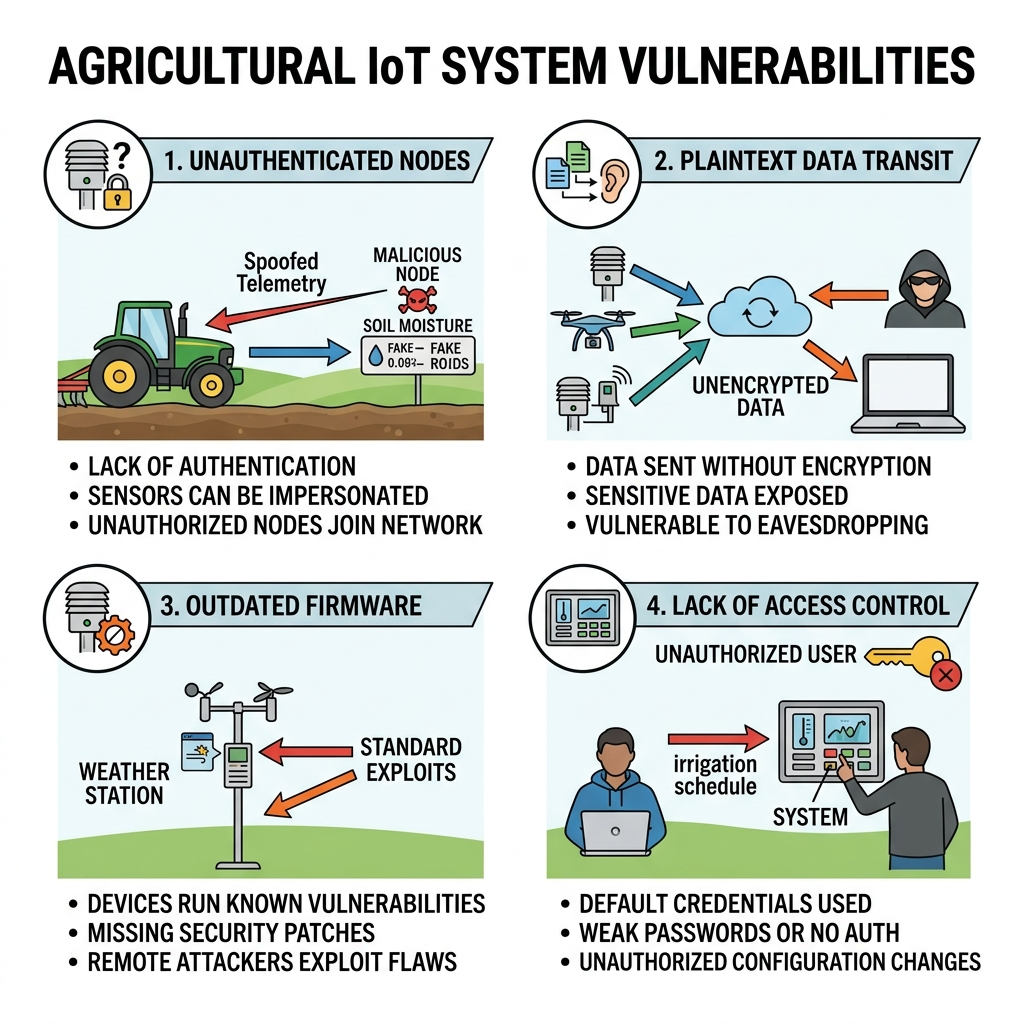 AGRICULTURAL IoT SYSTEM VULNERABILITIES
?
1. UNAUTHENTICATED NODES
Spoofed
Telemetry
MALICIOUS
NODE
SOIL MOISTURE
FAKE – FAKE
ROIDS
• LACK OF AUTHENTICATION
• SENSORS CAN BE IMPERSONATED
• UNAUTHORIZED NODES JOIN NETWORK
2. PLAINTEXT DATA TRANSIT
UNENCRYPTED
DATA
• DATA SENT WITHOUT ENCRYPTION
• SENSITIVE DATA EXPOSED
• VULNERABLE TO EAVESDROPPING
3. OUTDATED FIRMWARE
WEATHER
STATION
STANDARD
EXPLOITS
• DEVICES RUN KNOWN VULNERABILITIES
• MISSING SECURITY PATCHES
• REMOTE ATTACKERS EXPLOIT FLAWS
4. LACK OF ACCESS CONTROL
UNAUTHORIZED USER
irrigation
schedule
SYSTEM
• DEFAULT CREDENTIALS USED
• WEAK PASSWORDS OR NO AUTH
• UNAUTHORIZED CONFIGURATION CHANGES